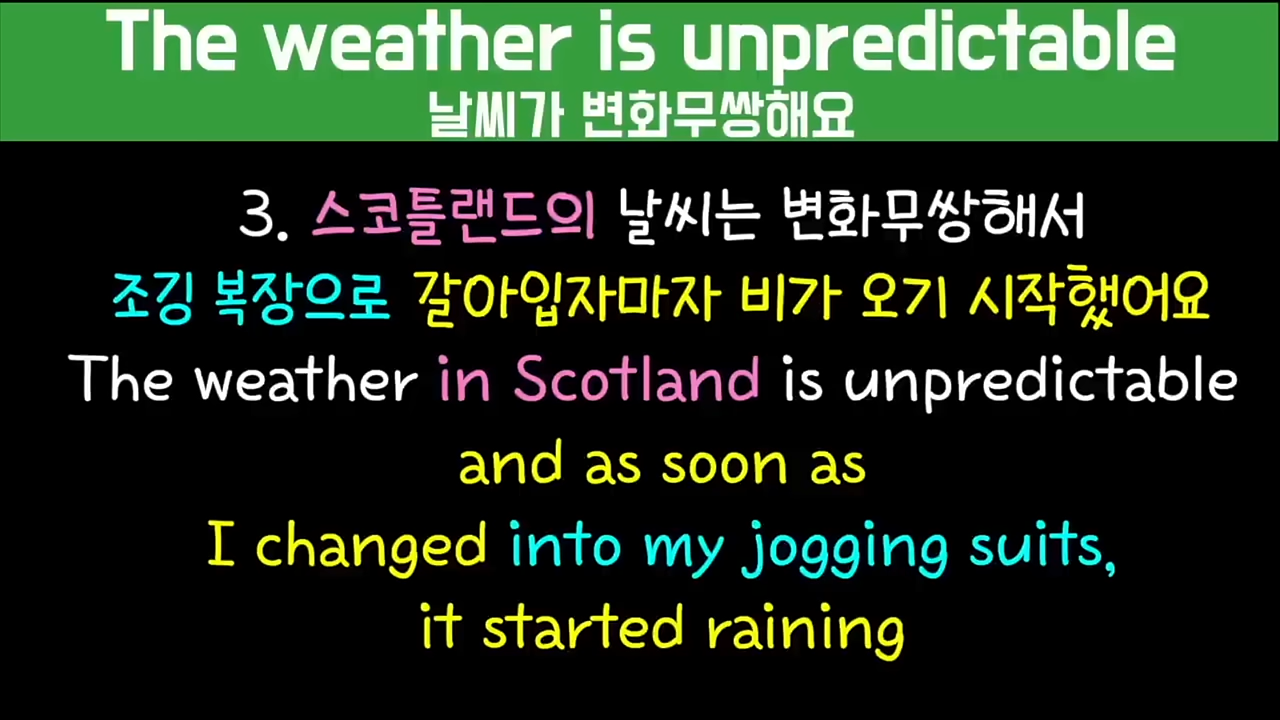 The weather is unpredictable
날씨가 변화무쌍해요
3. 스코틀랜드의 날씨는 변화무쌍해서
조깅 복장으로 갈아입자마자 비가 오기 시작했어요
The weather in Scotland is unpredictable
and as soon as
I changed into my jogging suits,
it started raining